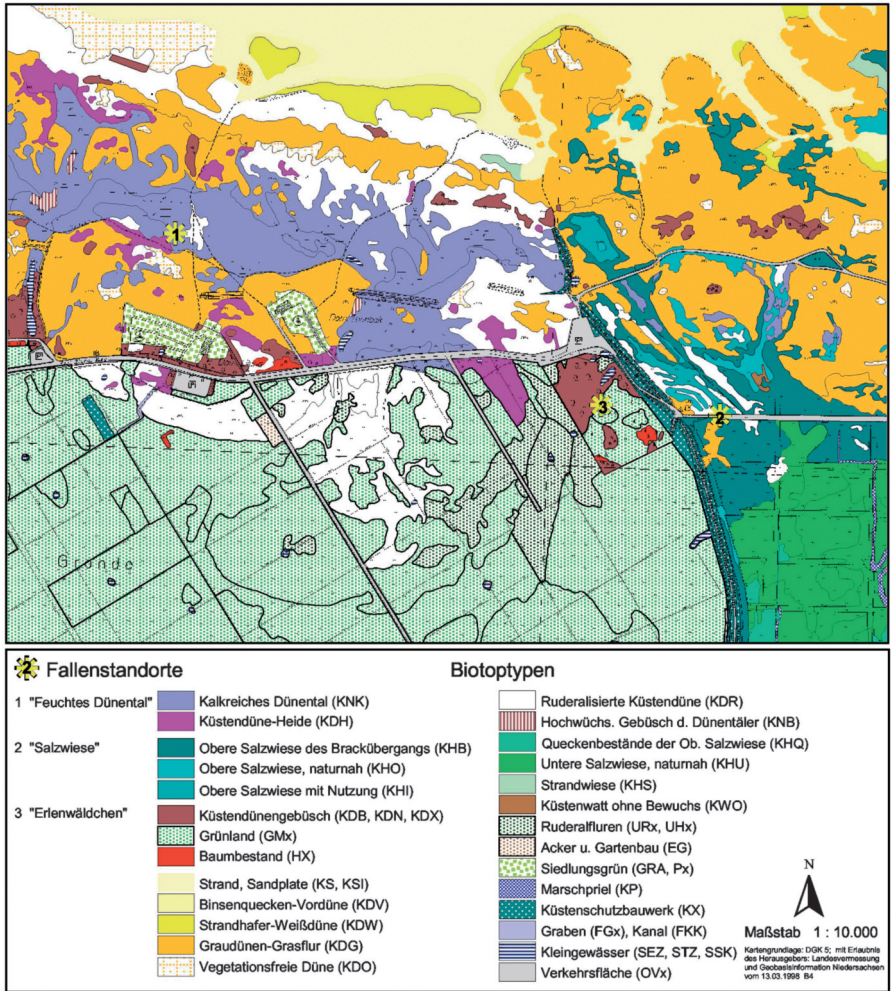 1
2
3
Gronde
2 Fallenstandorte
1 "Feuchtes Dünental"
Kalkreiches Dünental (KNK)
Küstendüne-Heide (KDH)
2 "Salzwiese"
Obere Salzwiese des Brackübergangs (KHB)
Obere Salzwiese, naturnah (KHO)
Obere Salzwiese mit Nutzung (KHI)
3 "Erlenwäldchen"
Küstendünengebüsch (KDB, KDN, KDX)
Grünland (GMx)
Baumbestand (HX)
Strand, Sandplate (KS, KSI)
Binsenquecken-Vordüne (KDV)
Strandhafer-Weißdüne (KDW)
Graudünen-Grasflur (KDG)
Vegetationsfreie Düne (KDO)
Biotoptypen
Ruderalisierte Küstendüne (KDR)
Hochwüchs. Gebüsch d. Dünentäler (KNB)
Queckenbestände der Ob. Salzwiese (KHQ)
Untere Salzwiese, naturnah (KHU)
Strandwiese (KHS)
Küstenwatt ohne Bewuchs (KWO)
Ruderalfluren (URx, UHx)
Acker u. Gartenbau (EG)
Siedlungsgrün (GRA, Px)
Marschpriel (KP)
Küstenschutzbauwerk (KX)
Graben (FGx), Kanal (FKK)
Kleingewässer (SEZ, STZ, SSK)
Verkehrsfläche (OVx)
N
Maßstab 1 : 10.000
Kartengrundlage: DGK 5; mit Erlaubnis
des Herausgebers: Landesvermessung
und Geobasisinformation Niedersachsen
vom 13.03.1998 B4